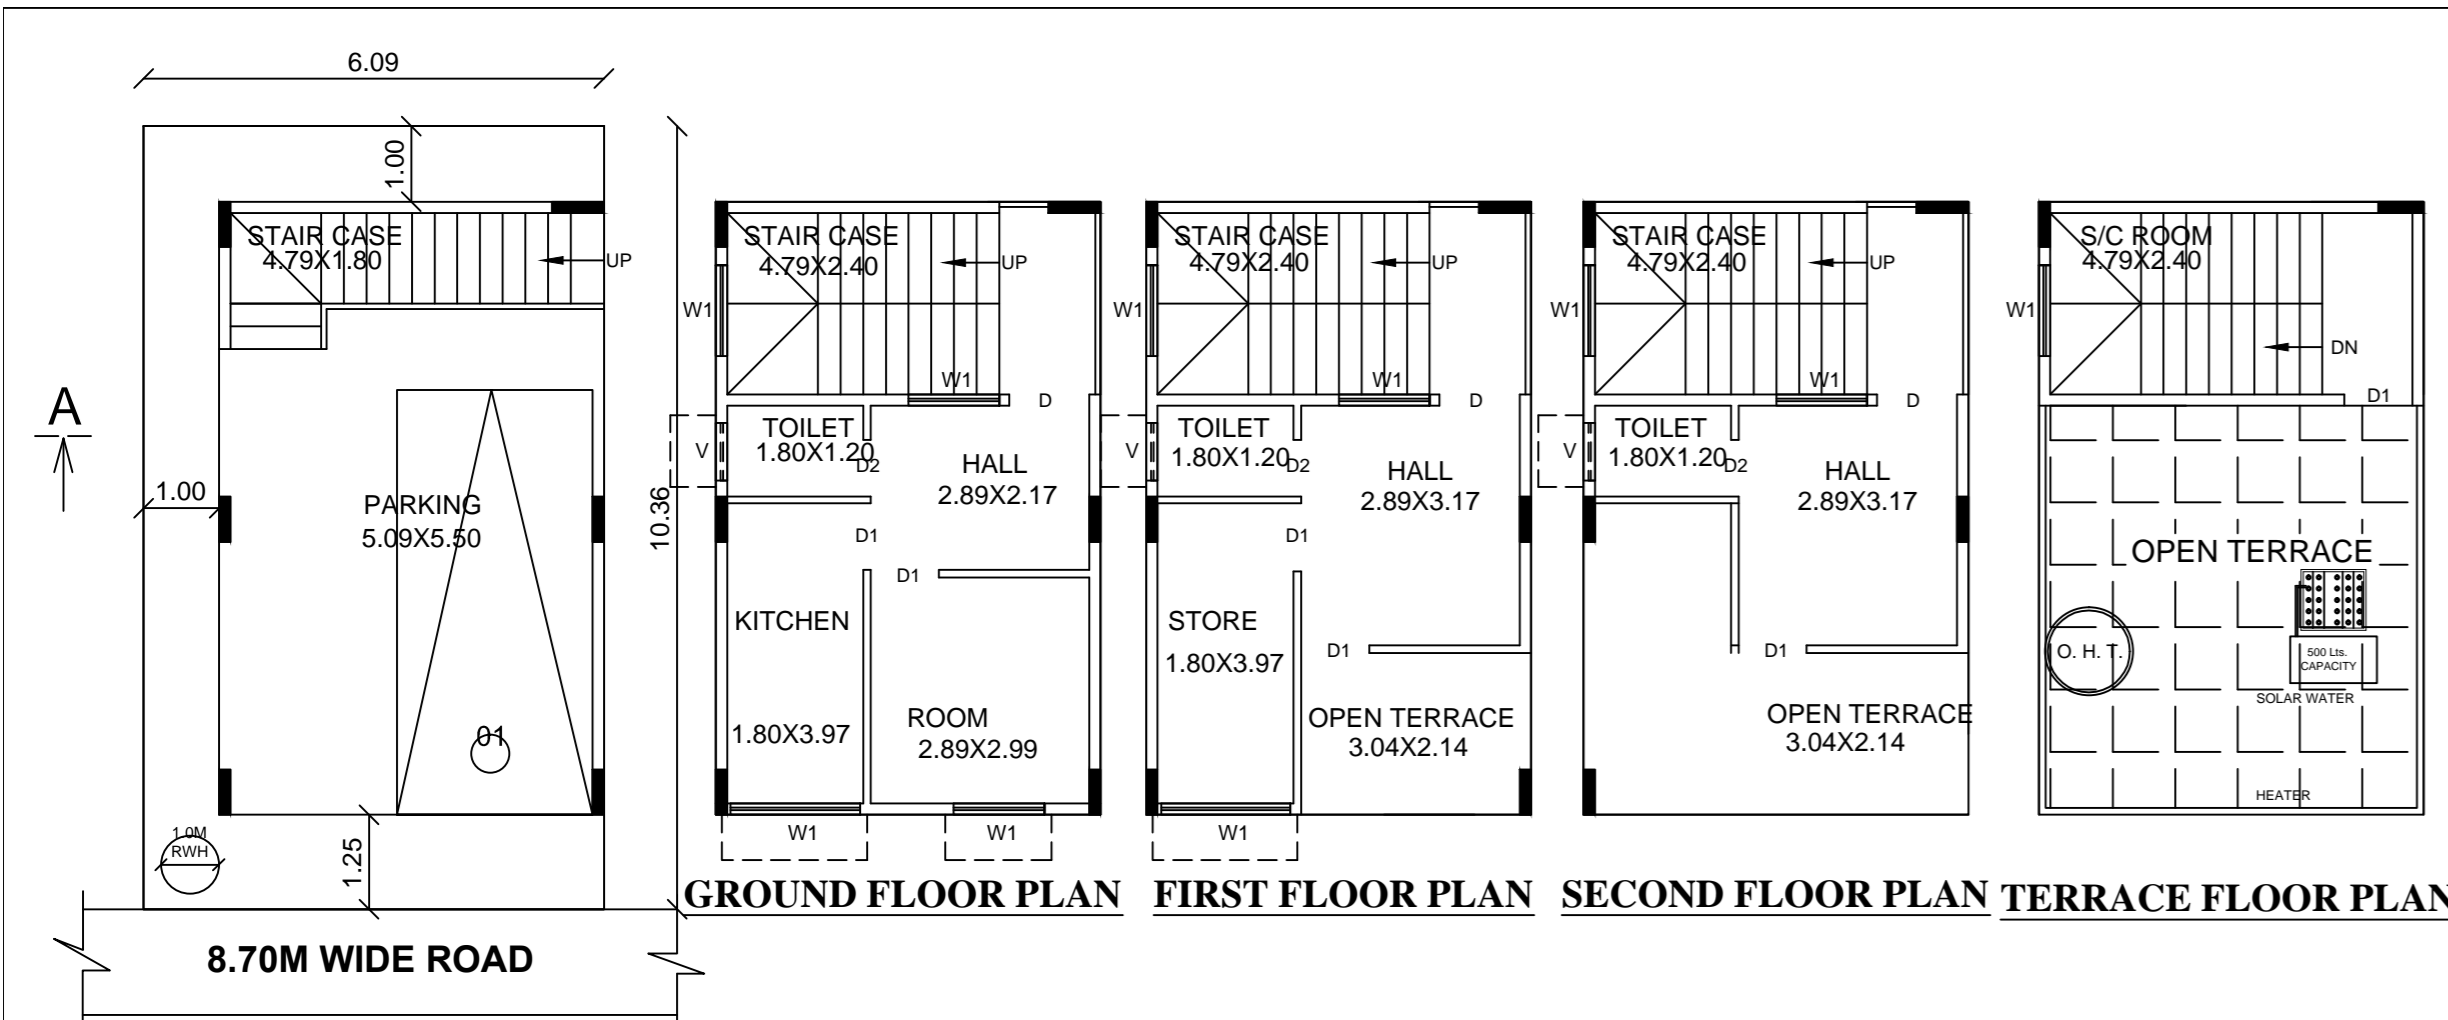 6.09
1.00
STAIR CASE
4.79X1.80
UP
A
1.00
PARKING
5.09X5.50
10.36
01
1.0M
RWH
1.25
8.70M WIDE ROAD
STAIR CASE
4.79X2.40
UP
W1
W1
D
TOILET
1.80X1.20
V
D2
HALL
2.89X2.17
D1
D1
KITCHEN
1.80X3.97
ROOM
2.89X2.99
W1
W1
GROUND FLOOR PLAN
STAIR CASE
4.79X2.40
UP
W1
W1
D
TOILET
1.80X1.20
V
D2
HALL
2.89X3.17
D1
STORE
1.80X3.97
D1
OPEN TERRACE
3.04X2.14
W1
FIRST FLOOR PLAN
STAIR CASE
4.79X2.40
UP
W1
W1
D
TOILET
1.80X1.20
V
D2
HALL
2.89X3.17
D1
OPEN TERRACE
3.04X2.14
SECOND FLOOR PLAN
S/C ROOM
4.79X2.40
W1
DN
D1
OPEN TERRACE
O. H. T.
500 Lts.
CAPACITY
SOLAR WATER
HEATER
TERRACE FLOOR PLAN